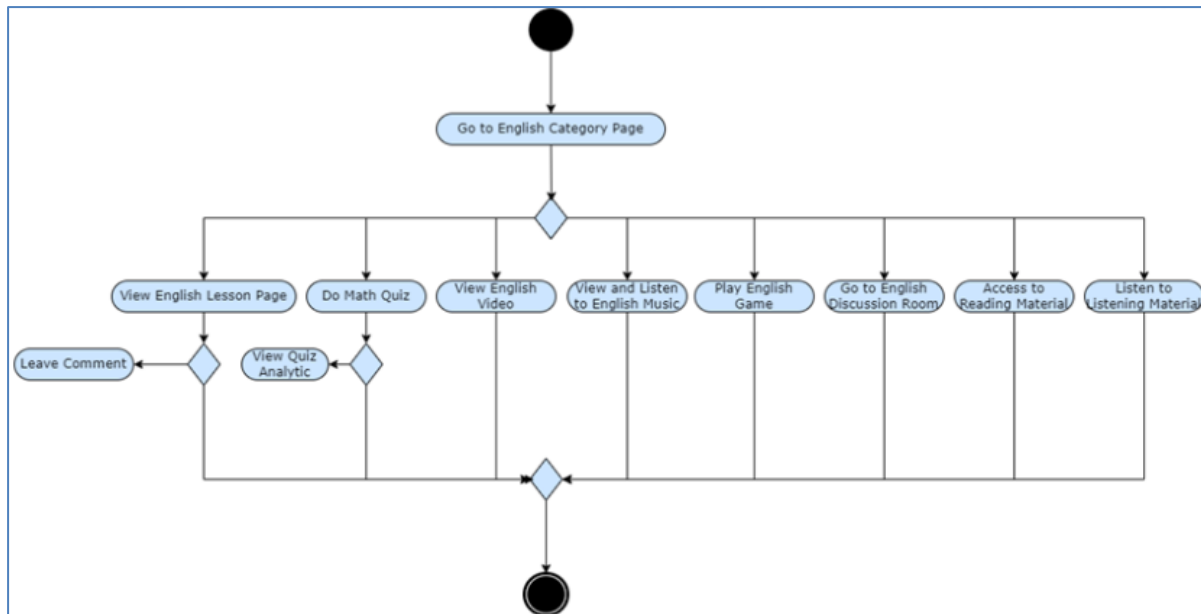 Go to English Category Page
View English Lesson Page
Do Math Quiz
View English
Video
View and Listen
to English Music
Play English
Game
Go to English
Discussion Room
Access to
Reading Material
Listen to
Listening Material
Leave Comment
View Quiz
Analytic